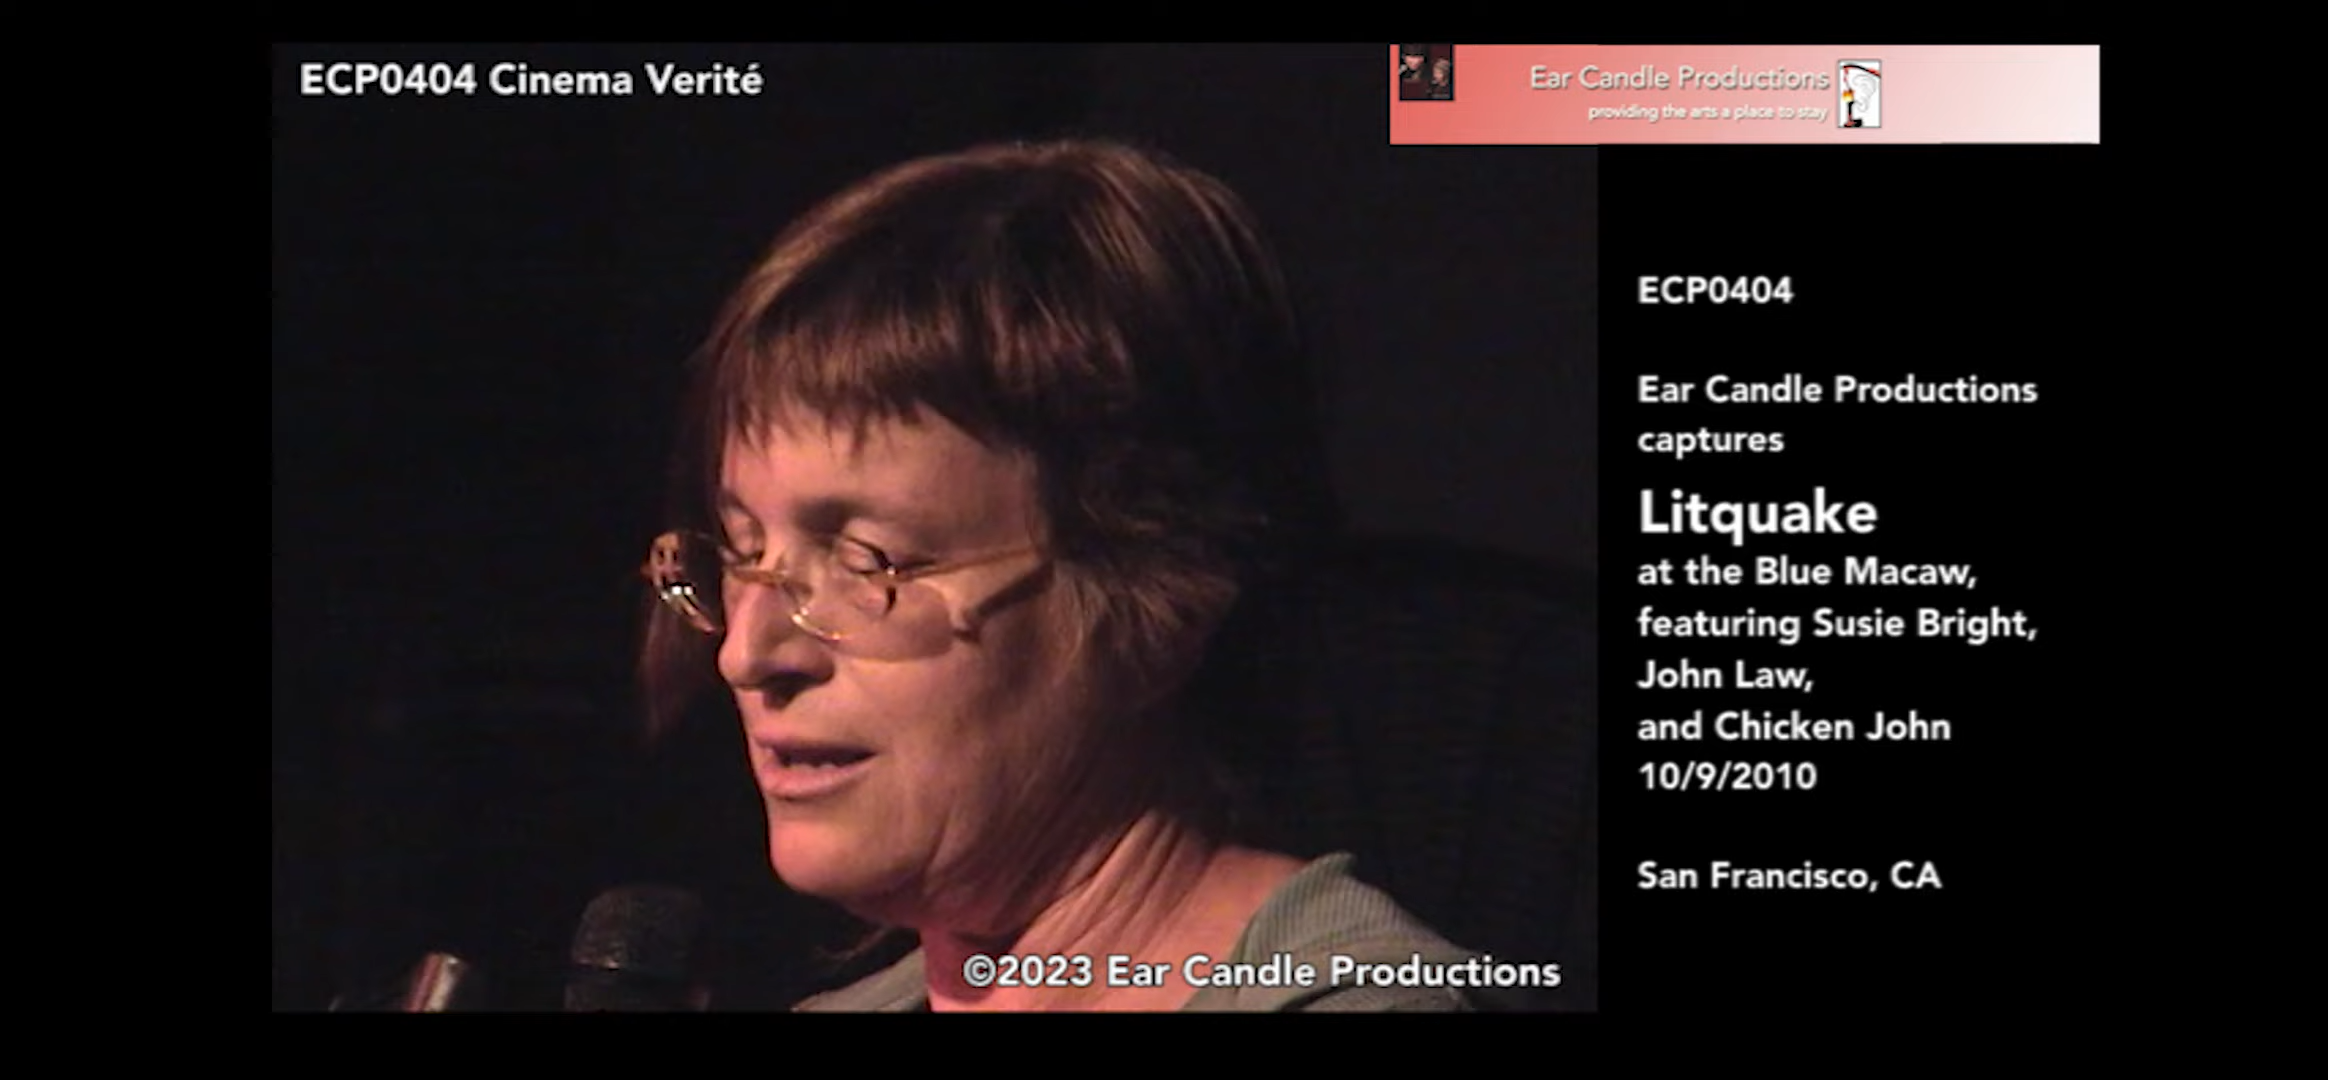 ECP0404 Cinema Verité
Ear Candle Productions
providing the arts a place to stay
ECP0404
Ear Candle Productions
captures
Litquake
at the Blue Macaw,
featuring Susie Bright,
John Law,
and Chicken John
10/9/2010
San Francisco, CA
©2023 Ear Candle Productions